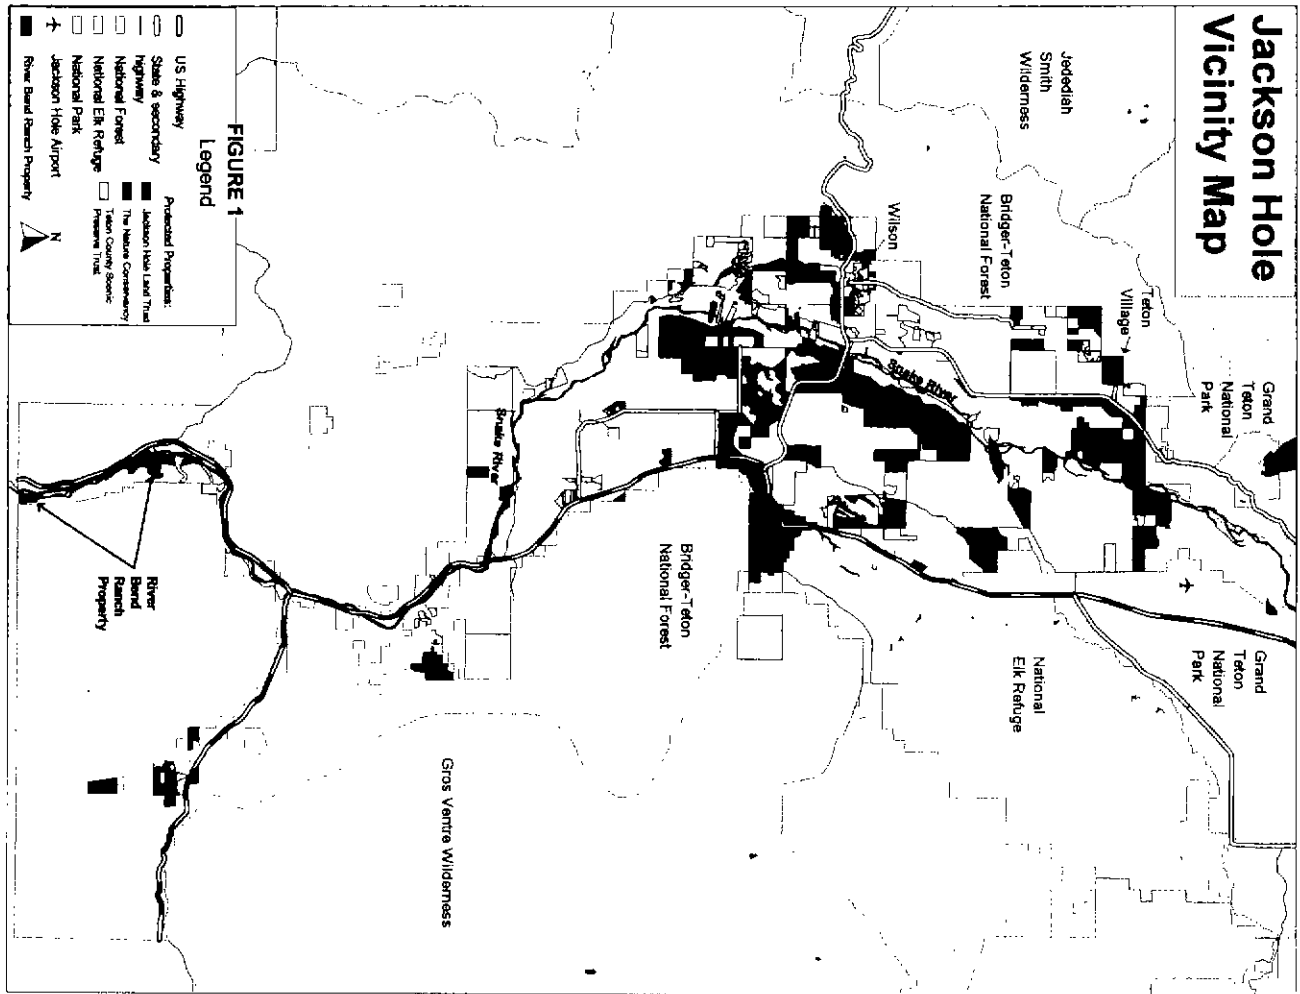 Jackson Hole
Vicinity Map
Jedediah
Smith
Wilderness
Bridger-Teton
National Forest
Teton
Village
Grand
Teton
National
Park
Wilson
Snake River
Grand
Teton
National
Park
National
Elk Refuge
Bridger-Teton
National Forest
Snake River
Gros Ventre Wilderness
River
Bend
Ranch
Property
FIGURE 1
Legend
US Highway
State & secondary
highway
National Forest
National Elk Refuge
National Park
Jackson Hole Airport
River Bend Ranch Property
Protected Properties:
Jackson Hole Land Trust
The Nature Conservancy
Teton County Scenic
Preserve Trust
N